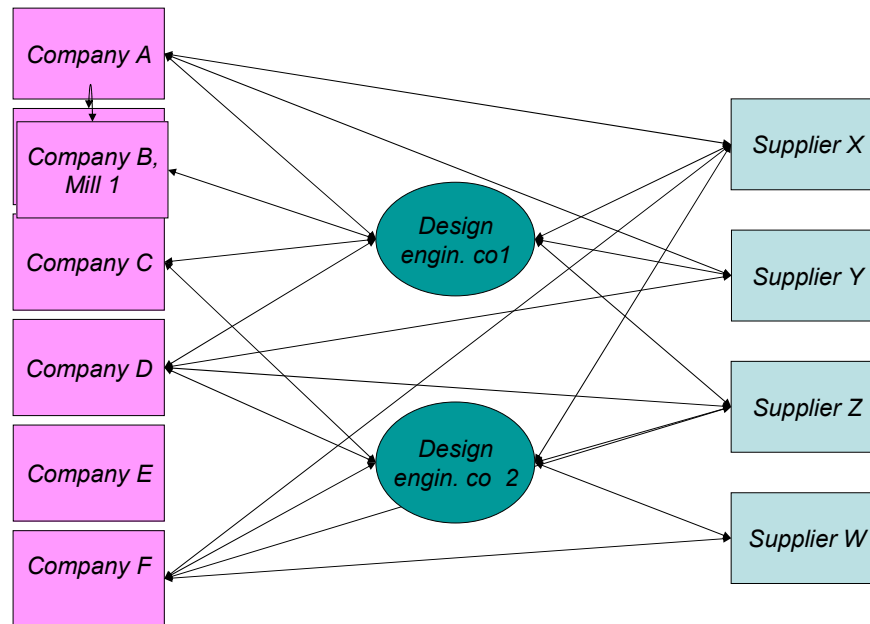 Company A
Company B,
Mill 1
Company C
Company D
Company E
Company F
Design
engin. co1
Design
engin. co 2
Supplier X
Supplier Y
Supplier Z
Supplier W